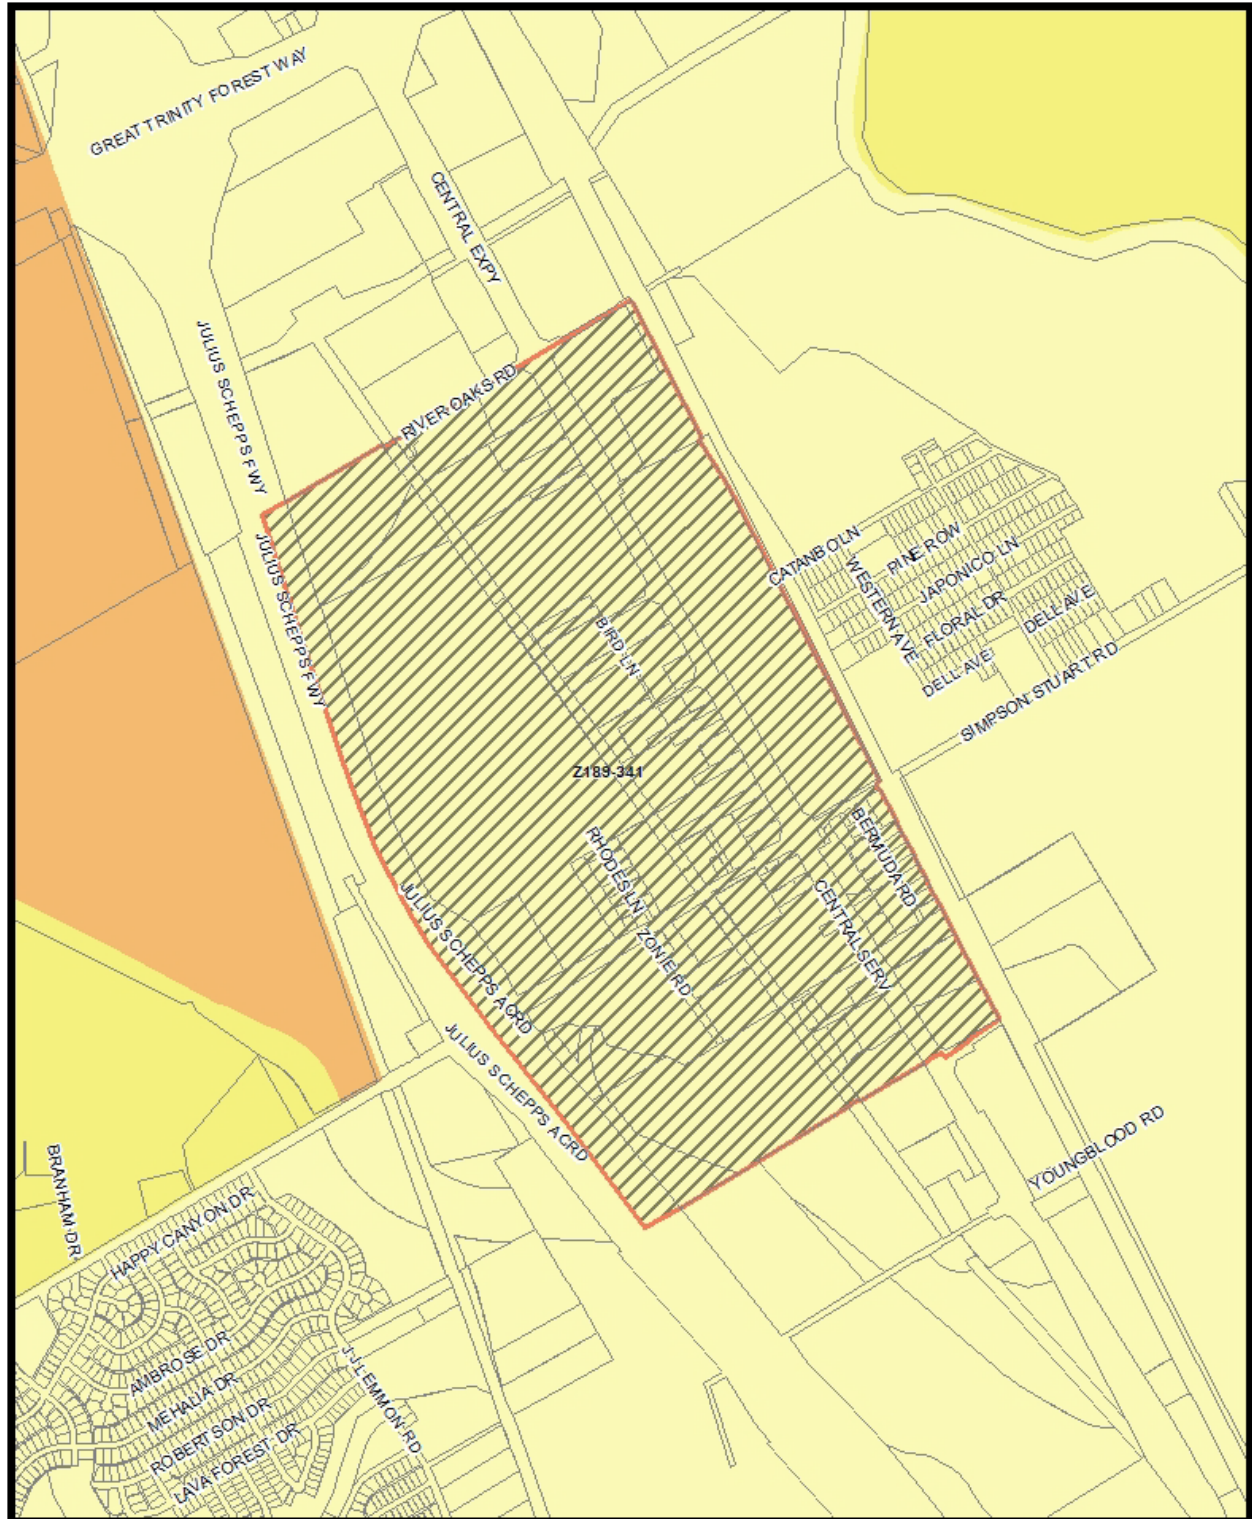 GREAT TRINITY FOREST WAY
CENTRAL EXPY
JULIUS SCHEPPS FWY
RIVER OAKS RD
JULIUS SCHEPPS FWY
CATANBO LN
PINE ROW
WESTERN AVE
JAPONICO LN
FLORAL DR
DELL AVE
DELL AVE
BIRD LN
SIMPSON STUART RD
Z189-341
RHODES LN
BERMUDA RD
CENTRAL SERV
ZONIE RD
JULIUS SCHEPPS ACRD
JULIUS SCHEPPS ACRD
YOUNGBLOOD RD
BRANHAM DR
HAPPY CANYON DR
AMBROSE DR
MEHALIA DR
J J LEMMON RD
ROBERTSON DR
LAVA FOREST DR